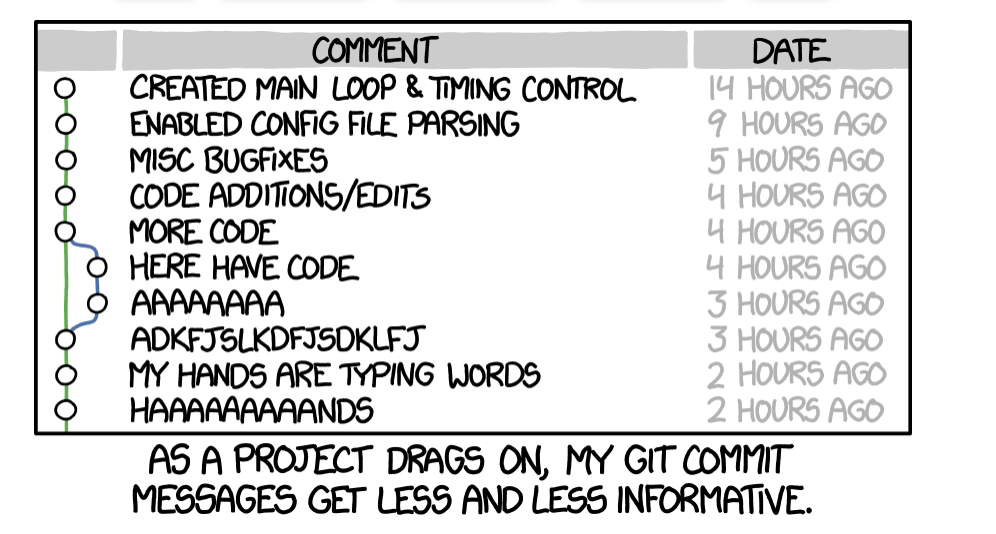 COMMENT DATE
CREATED MAIN LOOP & TIMING CONTROL 14 HOURS AGO
ENABLED CONFIG FILE PARSING 9 HOURS AGO
MISC BUGFIXES 5 HOURS AGO
CODE ADDITIONS/EDITS 4 HOURS AGO
MORE CODE 4 HOURS AGO
HERE HAVE CODE 4 HOURS AGO
AAAAAAAA 3 HOURS AGO
ADKFJSLKDFJSDKLFJ 3 HOURS AGO
MY HANDS ARE TYPING WORDS 2 HOURS AGO
HAAAAAAAAANDS 2 HOURS AGO
AS A PROJECT DRAGS ON, MY GIT COMMIT
MESSAGES GET LESS AND LESS INFORMATIVE.